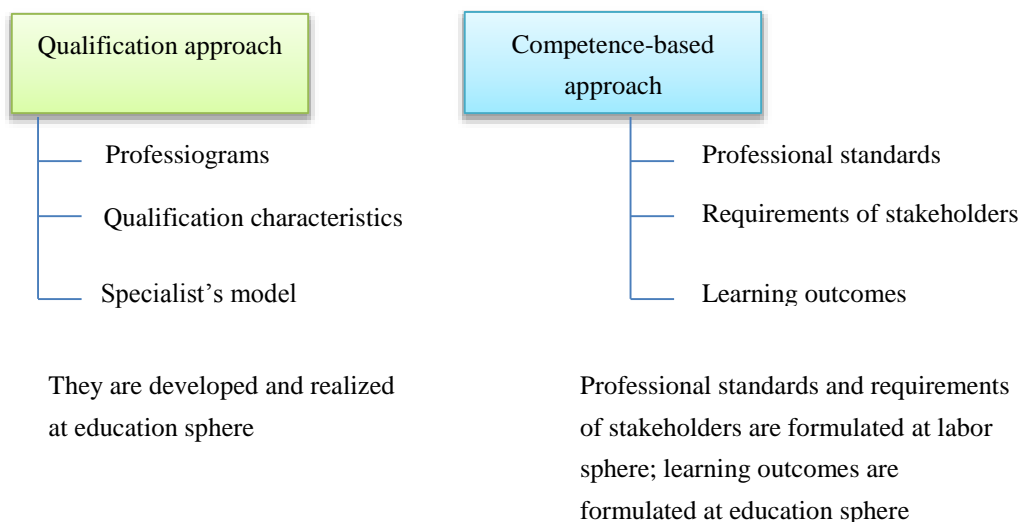 Qualification approach
Professiograms
Qualification characteristics
Specialist's model
They are developed and realized
at education sphere
Competence-based
approach
Professional standards
Requirements of stakeholders
Learning outcomes
Professional standards and requirements
of stakeholders are formulated at labor
sphere; learning outcomes are
formulated at education sphere